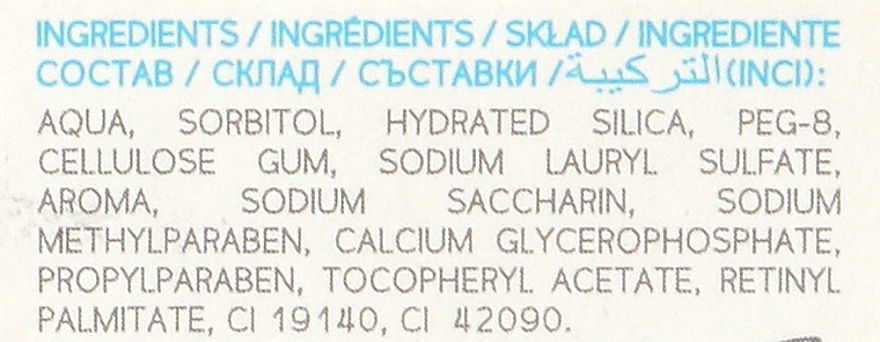 INGREDIENTS / INGRÉDIENTS / SKŁAD / INGREDIENTE
СОСТАВ / СКЛАД / СЪСТАВКИ / التركيبة (INCI):
AQUA, SORBITOL, HYDRATED SILICA, PEG-8,
CELLULOSE GUM, SODIUM LAURYL SULFATE,
AROMA, SODIUM SACCHARIN, SODIUM
METHYLPARABEN, CALCIUM GLYCEROPHOSPHATE,
PROPYLPARABEN, TOCOPHERYL ACETATE, RETINYL
PALMITATE, CI 19140, CI 42090.